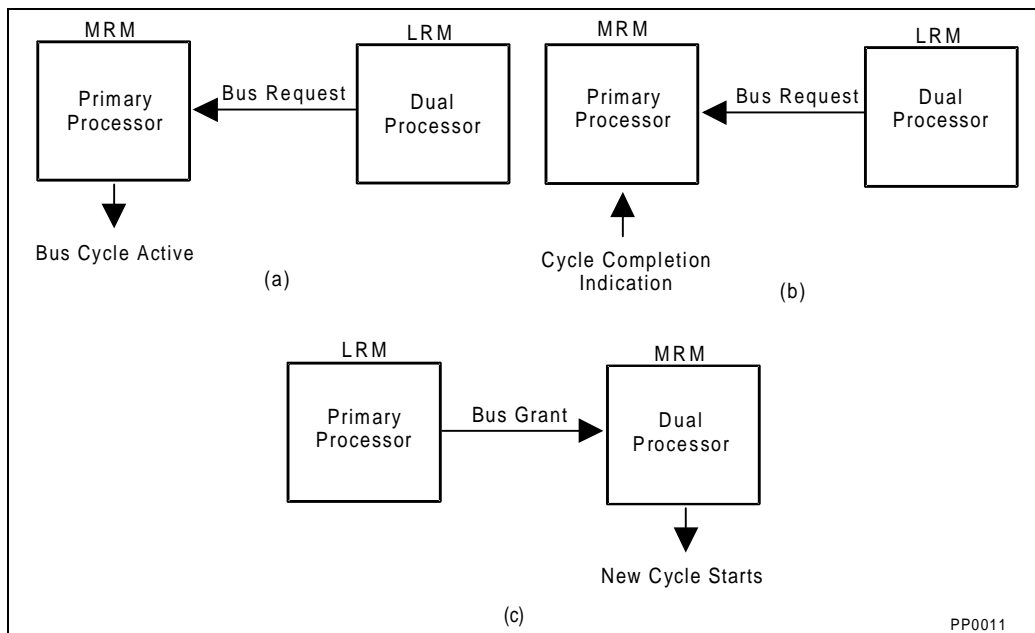 MRM
LRM
Primary
Processor
Bus Request
Dual
Processor
Bus Cycle Active
(a)
MRM
LRM
Primary
Processor
Bus Request
Dual
Processor
Cycle Completion
Indication
(b)
LRM
MRM
Primary
Processor
Bus Grant
Dual
Processor
New Cycle Starts
(c)
PP0011